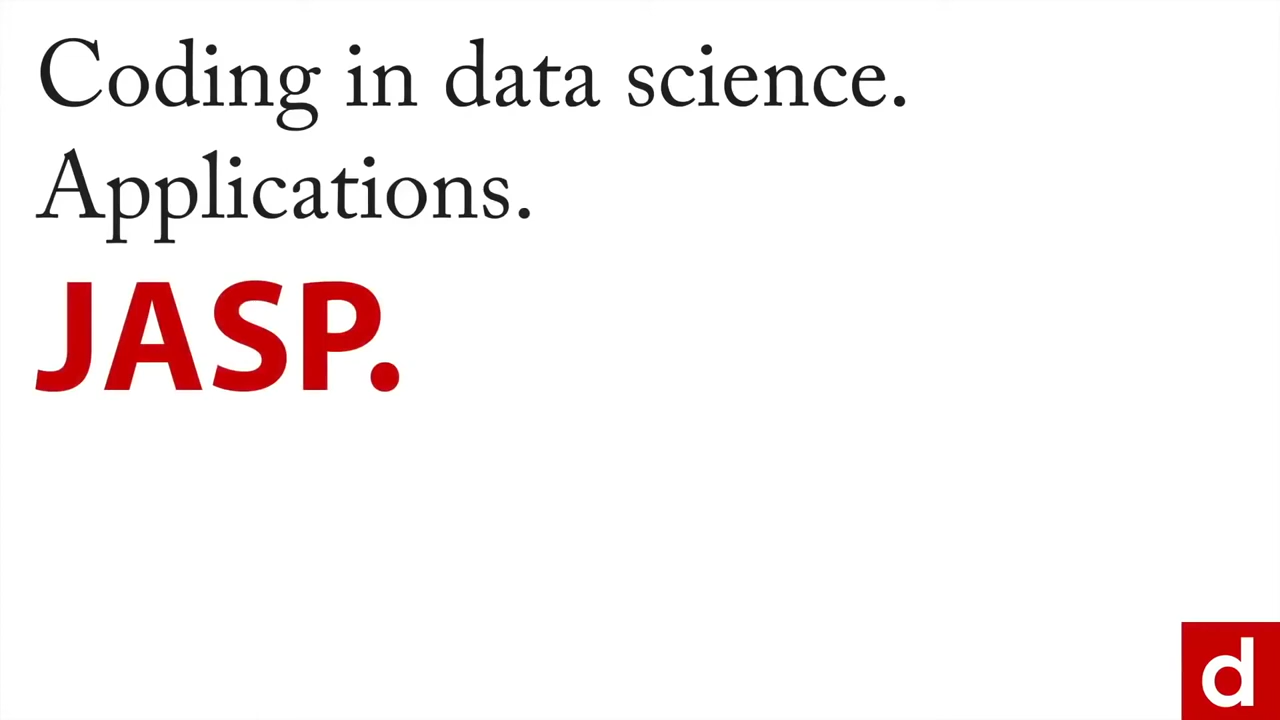 Coding in data science.
Applications.
JASP.
d